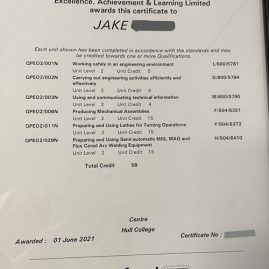 Excellence, Achievement & Learning Limited
awards this certificate to
JAKE
Each unit shown has been completed in accordance with the standards and may
be credited towards one or more Qualifications.
QPEO2/001N Working safely in an engineering environment L/600/5781
Unit Level 2 Unit Credit 5
QPEO2/002N Carrying out engineering activities efficiently and D/600/5784
effectively
Unit Level 2 Unit Credit 4
QPEO2/003N Using and communicating technical information M/600/5790
Unit Level 2 Unit Credit 4
QPEO2/006N Producing Mechanical Assemblies F/504/6351
Unit Level 2 Unit Credit 15
QPEO2/011N Preparing and Using Lathes for Turning Operations Y/504/6372
Unit Level 2 Unit Credit 15
QPEO2/029N Preparing and Using Semi-automatic MIG, MAG and H/504/6410
Flux Cored Arc Welding Equipment
Unit Level 2 Unit Credit 15
Total Credit 58
Centre
Hull College
Awarded : 01 June 2021 Certificate No :